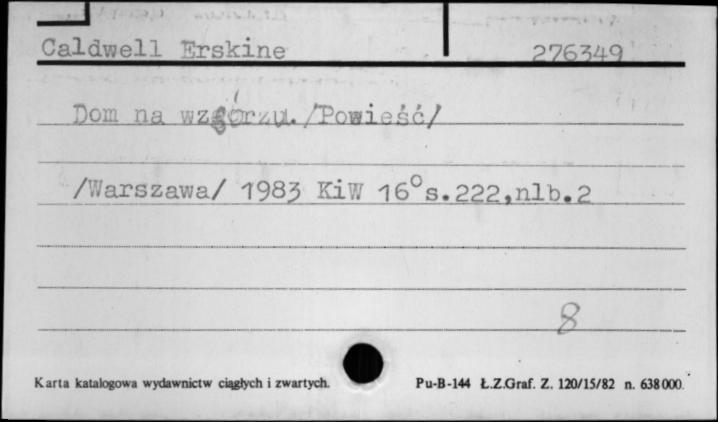 Caldwell Erskine 276349
Dom na wzgórzu. /Powieść/
/Warszawa/ 1983 KiW 16° s.222,nlb.2
8
Karta katalogowa wydawnictw ciągłych i zwartych. Pu-B-144 Ł.Z.Graf. Z. 120/15/82 n. 638000.